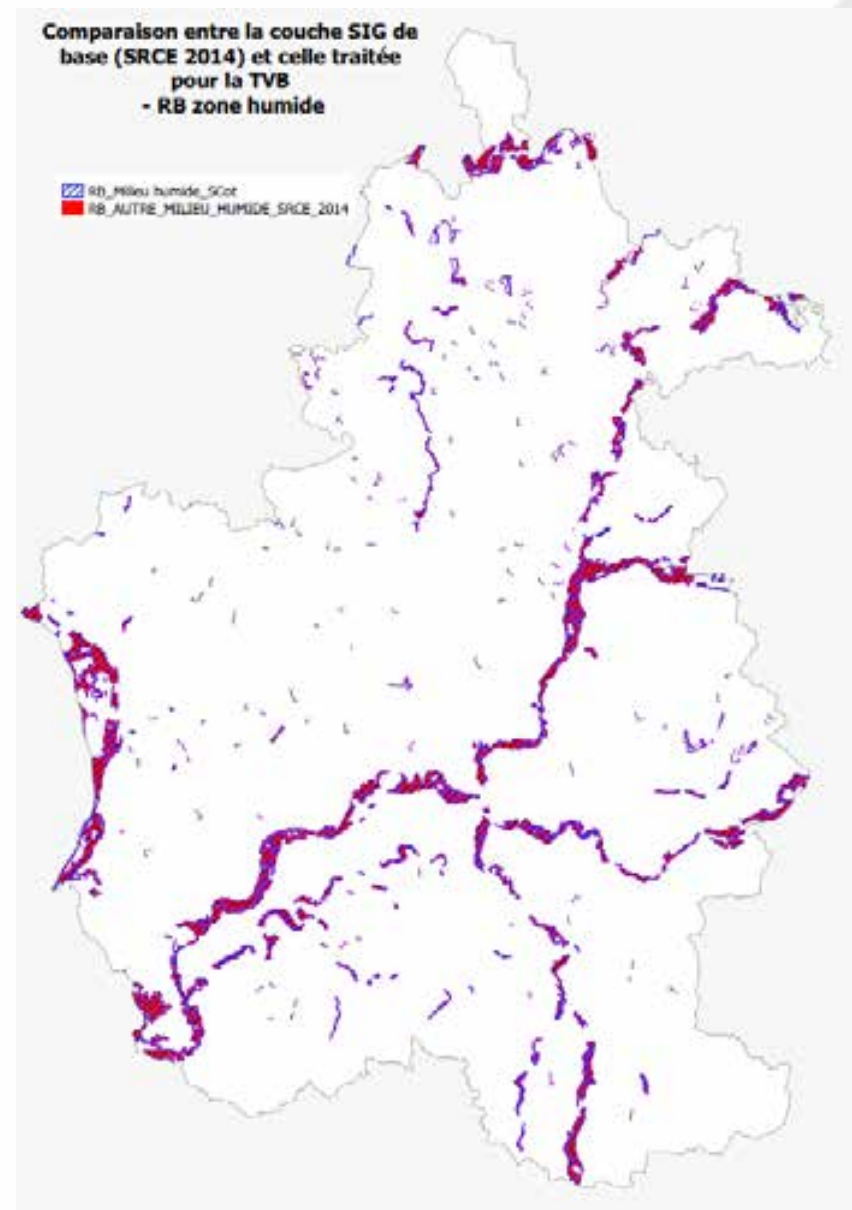 Comparaison entre la couche SIG de
base (SRCE 2014) et celle traitée
pour la TVB
- RB zone humide
RB_Milieu humide_SCot
RB_AUTRE_MILIEU_HUMIDE_SRCE_2014